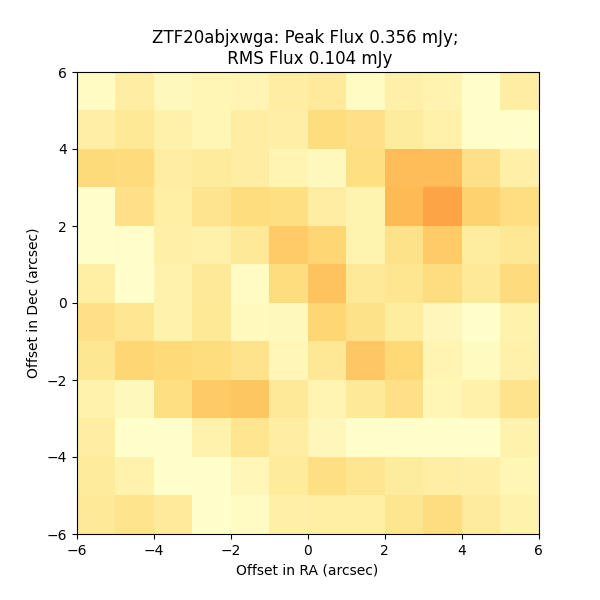 ZTF20abjxwga: Peak Flux 0.356 mJy;
RMS Flux 0.104 mJy
6
4
2
0
−2
−4
−6
Offset in Dec (arcsec)
−6 −4 −2 0 2 4 6
Offset in RA (arcsec)